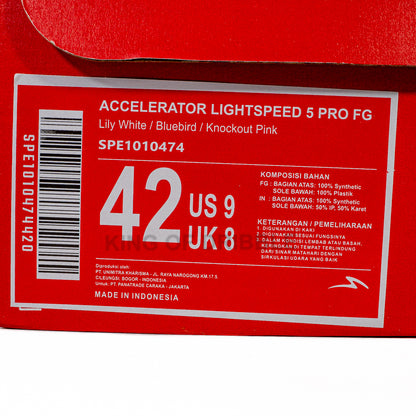 ACCELERATOR LIGHTSPEED 5 PRO FG
Lily White / Bluebird / Knockout Pink
SPE1010474
SPE1010474420
42 US 9
UK 8
KOMPOSISI BAHAN
FG : BAGIAN ATAS: 100% Synthetic
SOLE BAWAH: 100% Plastik
IN : BAGIAN ATAS: 100% Synthetic
SOLE BAWAH: 50% IP, 50% Karet
KETERANGAN / PEMELIHARAAN
1. DIGUNAKAN DI KAKI
2. DIGUNAKAN SESUAI FUNGSINYA
3. DALAM KONDISI LEMBAB ATAU BASAH,
KERINGKAN DI TEMPAT TERLINDUNG
DARI SINAR MATAHARI DENGAN
SIRKULASI UDARA YANG BAIK
Diproduksi oleh :
PT. UNIMITRA KHARISMA - JL. RAYA NAROGONG KM.17 5
CILEUNGSI, BOGOR - INDONESIA
Untuk: PT. PANATRADE CARAKA - JAKARTA
MADE IN INDONESIA
KING OF